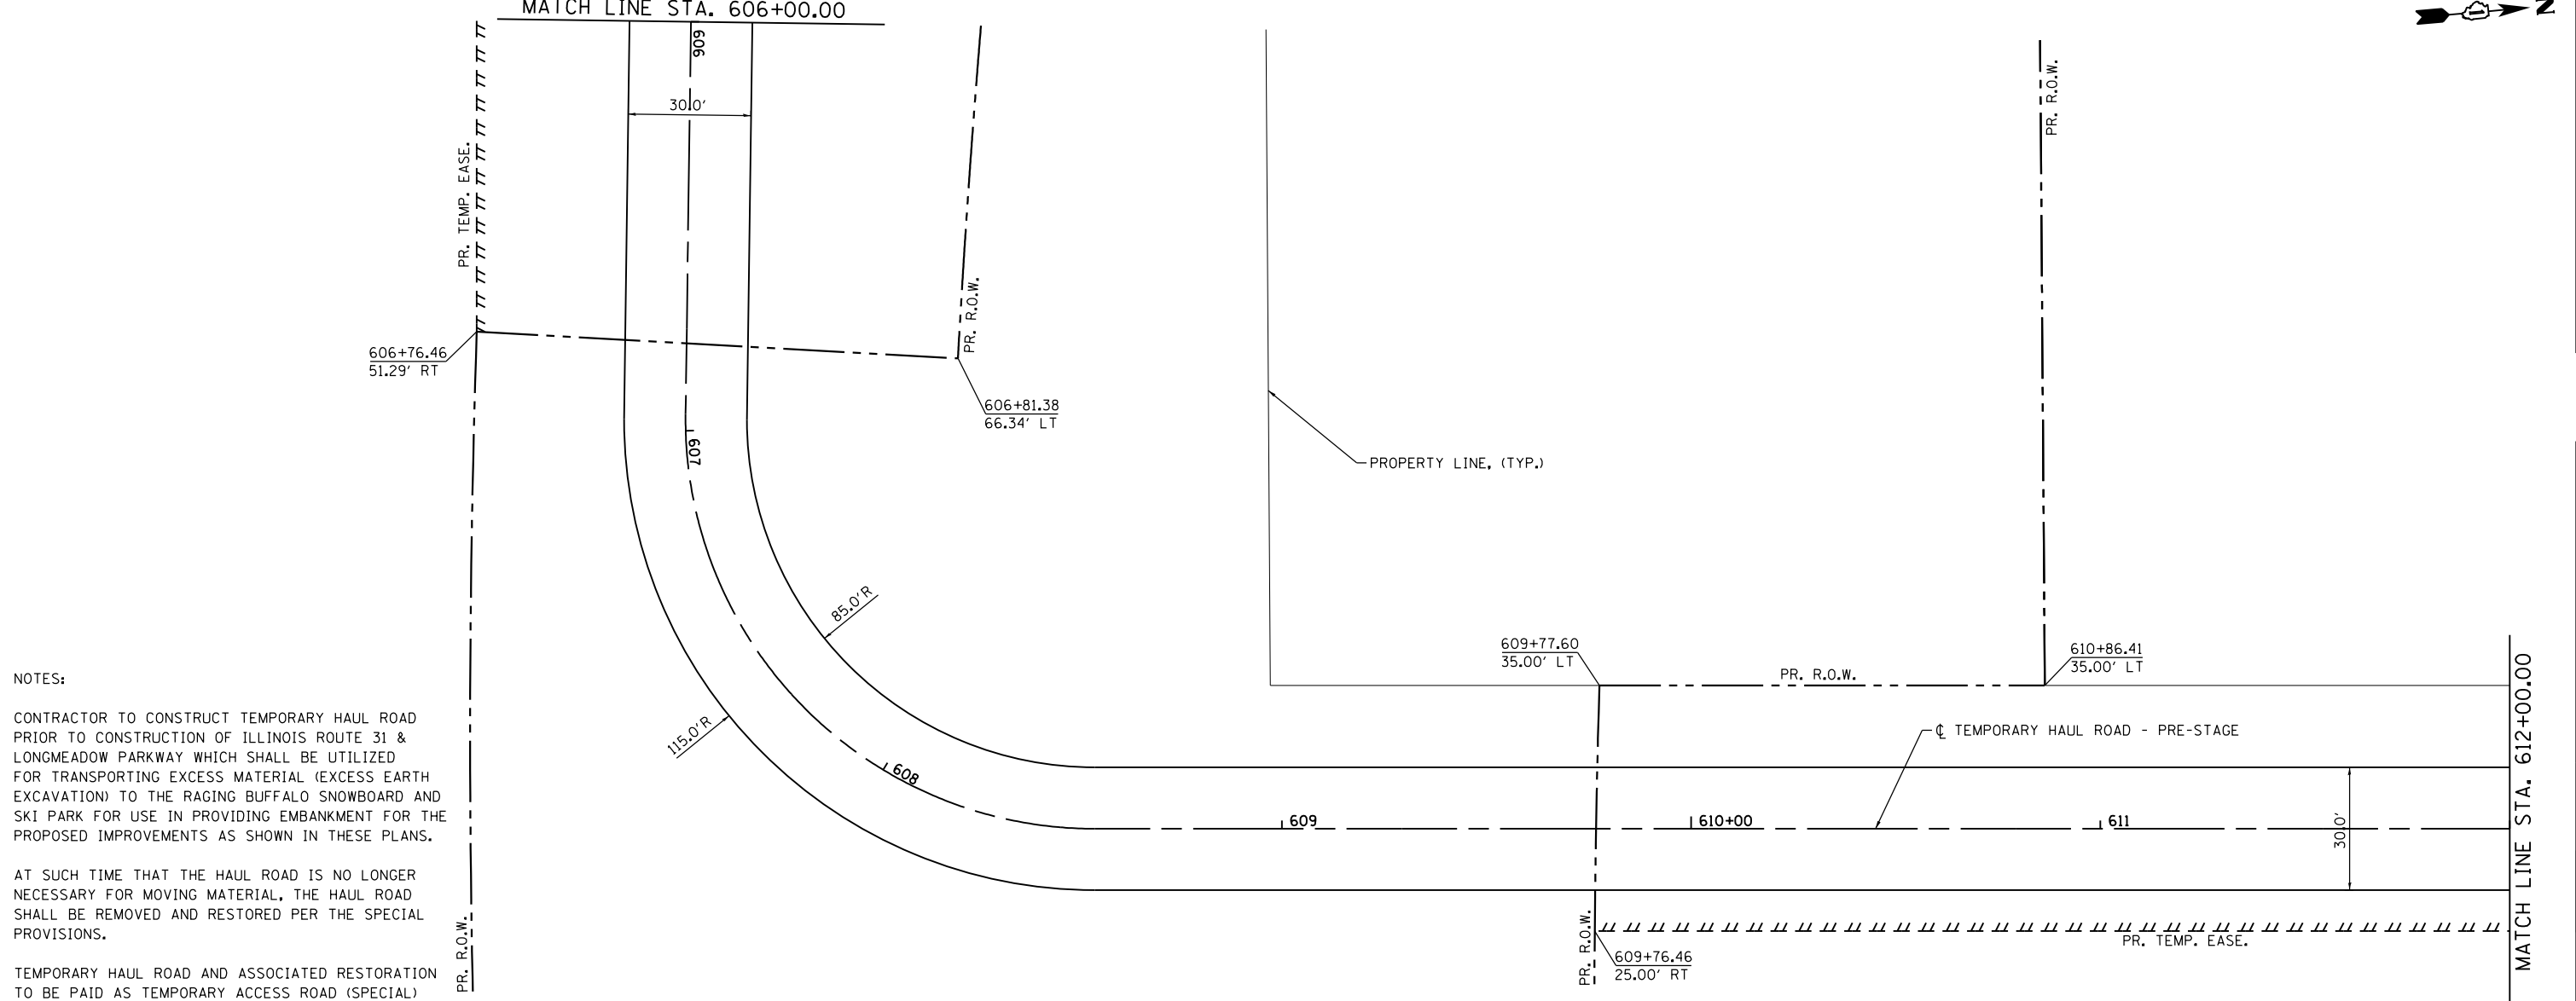 MATCH LINE STA. 606+00.00
N
606
30.0'
PR. TEMP. EASE.
PR. R.O.W.
PR. R.O.W.
606+76.46
51.29' RT
606+81.38
66.34' LT
607
PROPERTY LINE, (TYP.)
85.0'R
115.0'R
608
609+77.60
35.00' LT
PR. R.O.W.
610+86.41
35.00' LT
℄ TEMPORARY HAUL ROAD - PRE-STAGE
609
610+00
611
30.0'
MATCH LINE STA. 612+00.00
PR. TEMP. EASE.
PR. R.O.W.
609+76.46
25.00' RT
PR. R.O.W.
NOTES:
CONTRACTOR TO CONSTRUCT TEMPORARY HAUL ROAD
PRIOR TO CONSTRUCTION OF ILLINOIS ROUTE 31 &
LONGMEADOW PARKWAY WHICH SHALL BE UTILIZED
FOR TRANSPORTING EXCESS MATERIAL (EXCESS EARTH
EXCAVATION) TO THE RAGING BUFFALO SNOWBOARD AND
SKI PARK FOR USE IN PROVIDING EMBANKMENT FOR THE
PROPOSED IMPROVEMENTS AS SHOWN IN THESE PLANS.
AT SUCH TIME THAT THE HAUL ROAD IS NO LONGER
NECESSARY FOR MOVING MATERIAL, THE HAUL ROAD
SHALL BE REMOVED AND RESTORED PER THE SPECIAL
PROVISIONS.
TEMPORARY HAUL ROAD AND ASSOCIATED RESTORATION
TO BE PAID AS TEMPORARY ACCESS ROAD (SPECIAL)